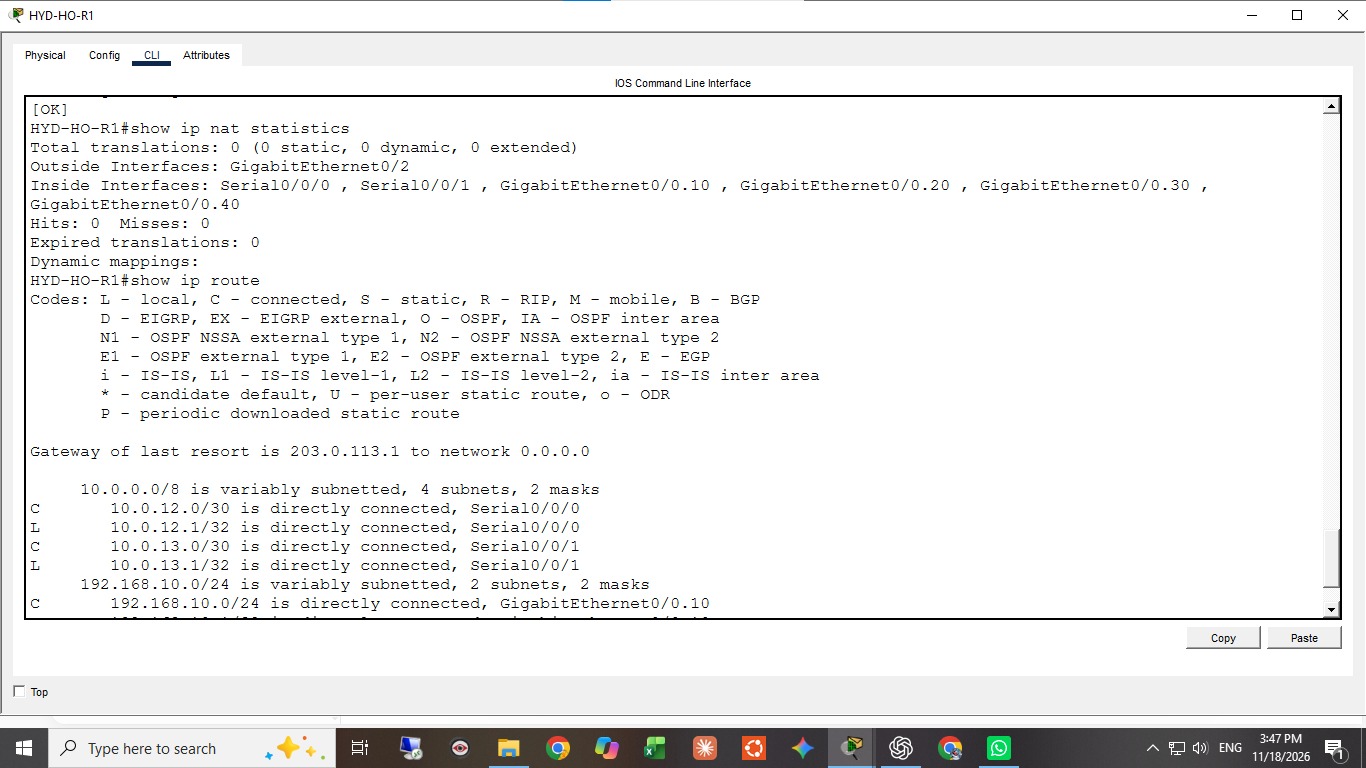 HYD-HO-R1
Physical Config CLI Attributes
IOS Command Line Interface
[OK]
HYD-HO-R1#show ip nat statistics
Total translations: 0 (0 static, 0 dynamic, 0 extended)
Outside Interfaces: GigabitEthernet0/2
Inside Interfaces: Serial0/0/0 , Serial0/0/1 , GigabitEthernet0/0.10 , GigabitEthernet0/0.20 , GigabitEthernet0/0.30 ,
GigabitEthernet0/0.40
Hits: 0  Misses: 0
Expired translations: 0
Dynamic mappings:
HYD-HO-R1#show ip route
Codes: L - local, C - connected, S - static, R - RIP, M - mobile, B - BGP
D - EIGRP, EX - EIGRP external, O - OSPF, IA - OSPF inter area
N1 - OSPF NSSA external type 1, N2 - OSPF NSSA external type 2
E1 - OSPF external type 1, E2 - OSPF external type 2, E - EGP
i - IS-IS, L1 - IS-IS level-1, L2 - IS-IS level-2, ia - IS-IS inter area
* - candidate default, U - per-user static route, o - ODR
P - periodic downloaded static route
Gateway of last resort is 203.0.113.1 to network 0.0.0.0
10.0.0.0/8 is variably subnetted, 4 subnets, 2 masks
C 10.0.12.0/30 is directly connected, Serial0/0/0
L 10.0.12.1/32 is directly connected, Serial0/0/0
C 10.0.13.0/30 is directly connected, Serial0/0/1
L 10.0.13.1/32 is directly connected, Serial0/0/1
192.168.10.0/24 is variably subnetted, 2 subnets, 2 masks
C 192.168.10.0/24 is directly connected, GigabitEthernet0/0.10
Copy Paste
Top
Type here to search
ENG
3:47 PM
11/18/2026
1